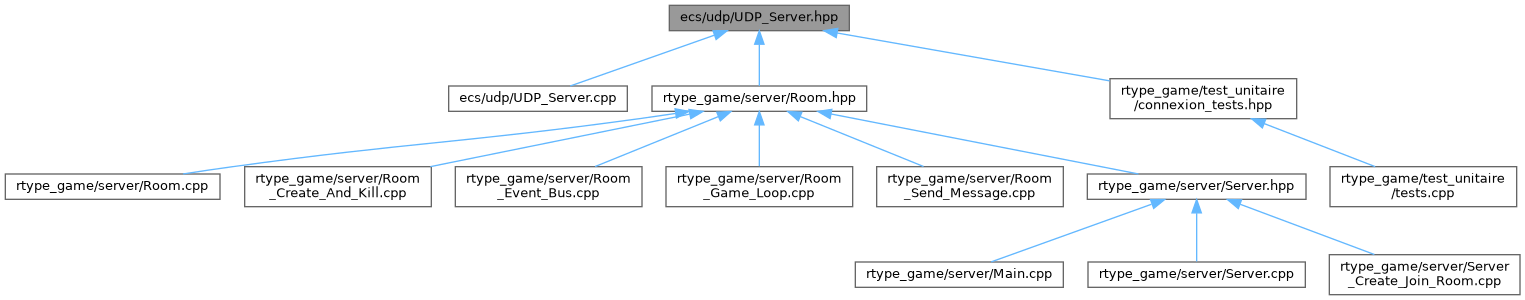 ecs/udp/UDP_Server.hpp
ecs/udp/UDP_Server.cpp
rtype_game/server/Room.hpp
rtype_game/test_unitaire
/connexion_tests.hpp
rtype_game/server/Room.cpp
rtype_game/server/Room
_Create_And_Kill.cpp
rtype_game/server/Room
_Event_Bus.cpp
rtype_game/server/Room
_Game_Loop.cpp
rtype_game/server/Room
_Send_Message.cpp
rtype_game/server/Server.hpp
rtype_game/test_unitaire
/tests.cpp
rtype_game/server/Main.cpp
rtype_game/server/Server.cpp
rtype_game/server/Server
_Create_Join_Room.cpp